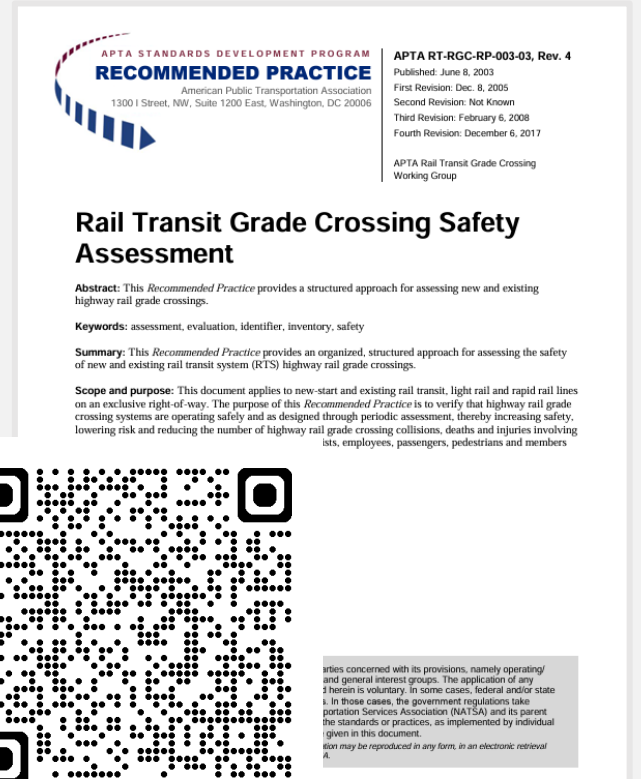 APTA STANDARDS DEVELOPMENT PROGRAM
RECOMMENDED PRACTICE
American Public Transportation Association
1300 I Street, NW, Suite 1200 East, Washington, DC 20006
APTA RT-RGC-RP-003-03, Rev. 4
Published: June 8, 2003
First Revision: Dec. 8, 2005
Second Revision: Not Known
Third Revision: February 6, 2008
Fourth Revision: December 6, 2017
APTA Rail Transit Grade Crossing
Working Group
Rail Transit Grade Crossing Safety
Assessment
Abstract: This Recommended Practice provides a structured approach for assessing new and existing
highway rail grade crossings.
Keywords: assessment, evaluation, identifier, inventory, safety
Summary: This Recommended Practice provides an organized, structured approach for assessing the safety
of new and existing rail transit system (RTS) highway rail grade crossings.
Scope and purpose: This document applies to new-start and existing rail transit, light rail and rapid rail lines
on an exclusive right-of-way. The purpose of this Recommended Practice is to verify that highway rail grade
crossing systems are operating safely and as designed through periodic assessment, thereby increasing safety,
lowering risk and reducing the number of highway rail grade crossing collisions, deaths and injuries involving
ists, employees, passengers, pedestrians and members
arties concerned with its provisions, namely operating/
and general interest groups. The application of any
d herein is voluntary. In some cases, federal and/or state
s. In those cases, the government regulations take
portation Services Association (NATSA) and its parent
the standards or practices, as implemented by individual
given in this document.
tion may be reproduced in any form, in an electronic retrieval
A.